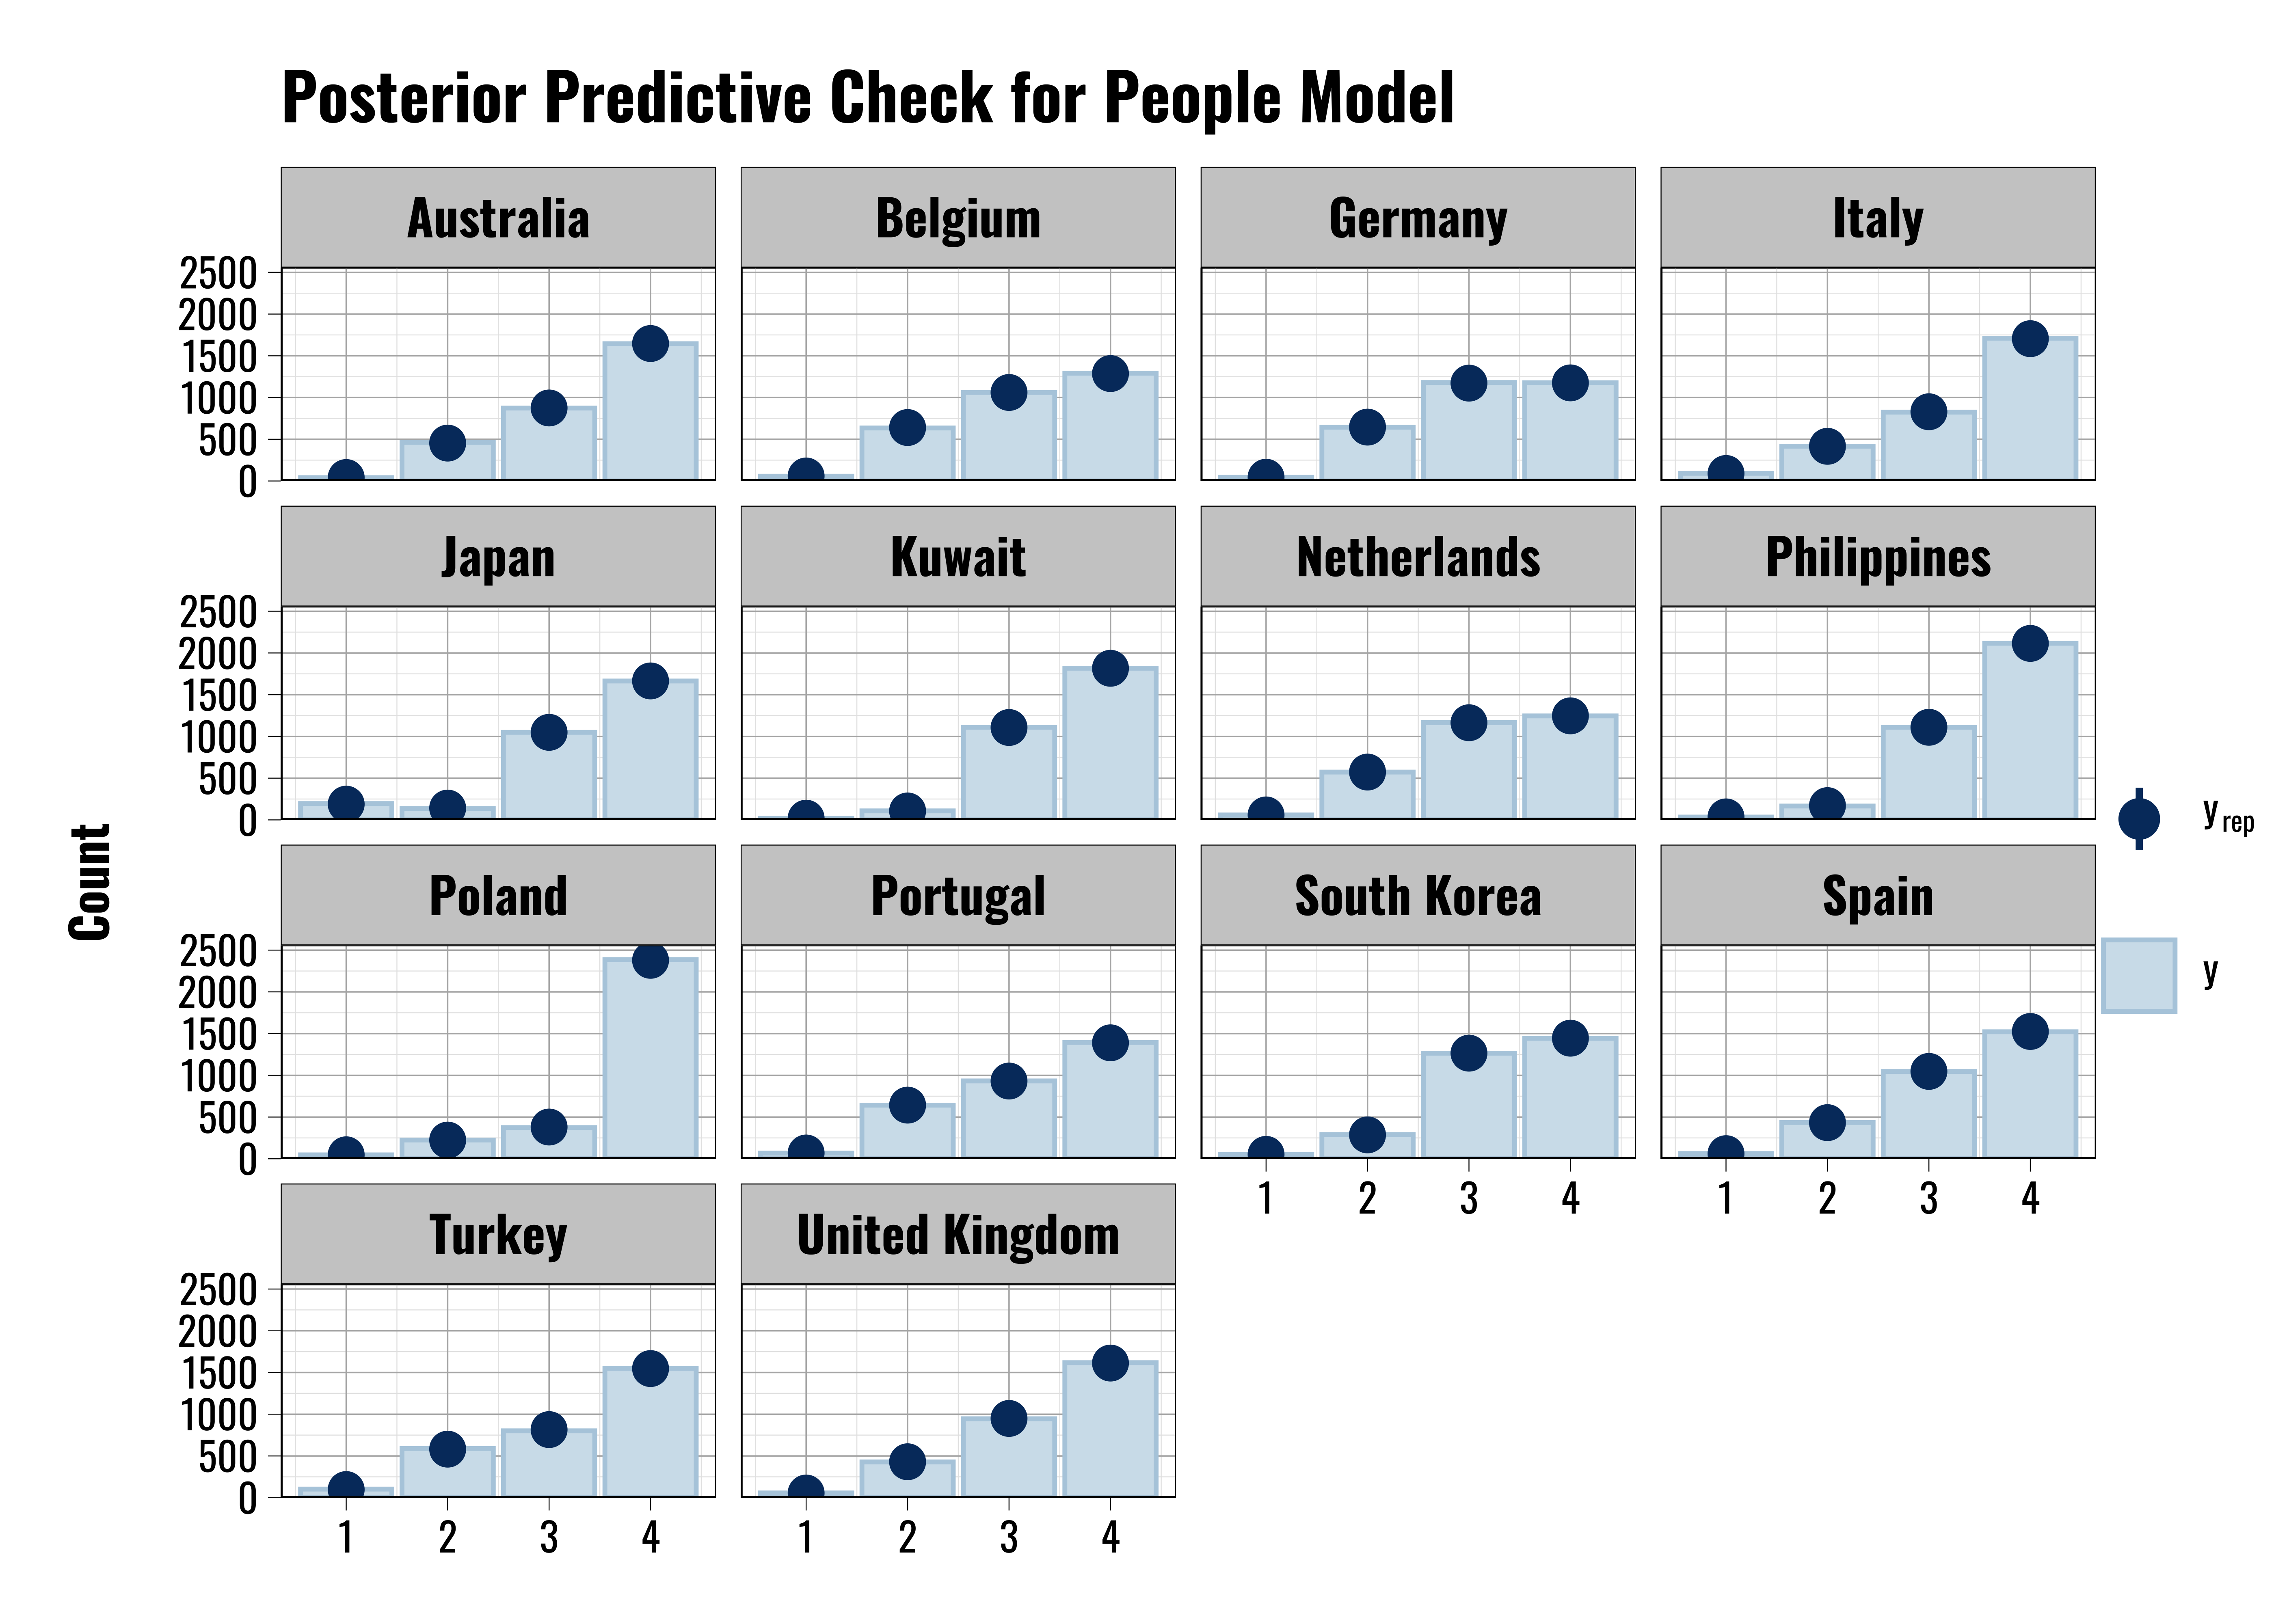 Posterior Predictive Check for People Model
Australia
Belgium
Germany
Italy
2500
2000
1500
1000
500
0
Japan
Kuwait
Netherlands
Philippines
2500
2000
1500
1000
500
0
Poland
Portugal
South Korea
Spain
2500
2000
1500
1000
500
0
1 2 3 4
1 2 3 4
Turkey
United Kingdom
2500
2000
1500
1000
500
0
1 2 3 4
1 2 3 4
Count
y rep
y